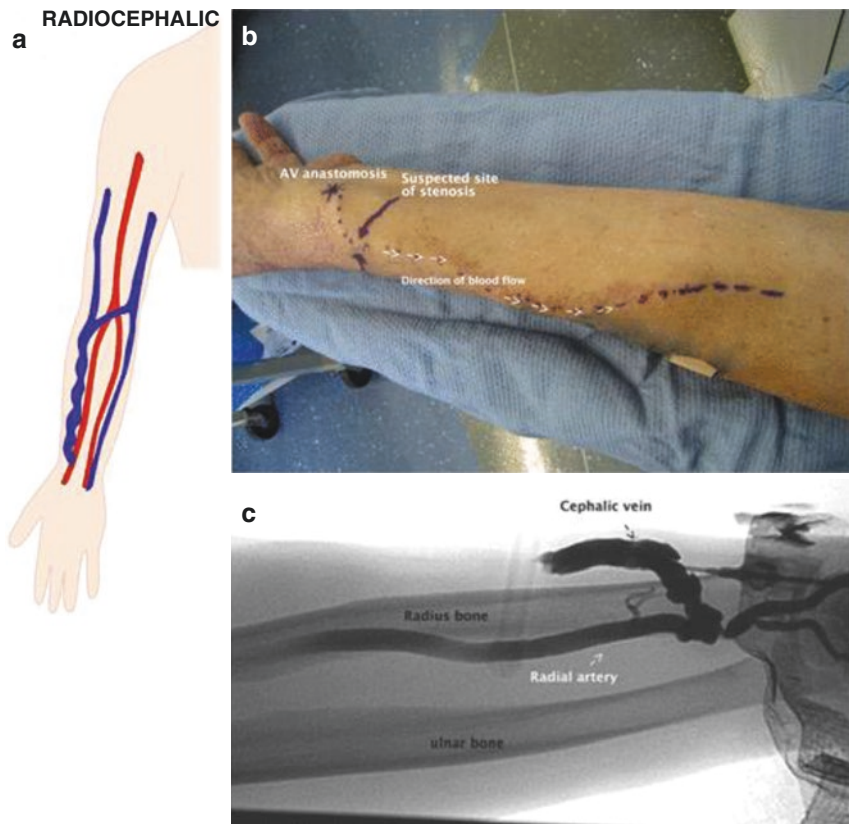 RADIOCEPHALIC
a
b
AV anastomosis
Suspected site
of stenosis
Direction of blood flow
c
Cephalic vein
Radius bone
Radial artery
ulnar bone